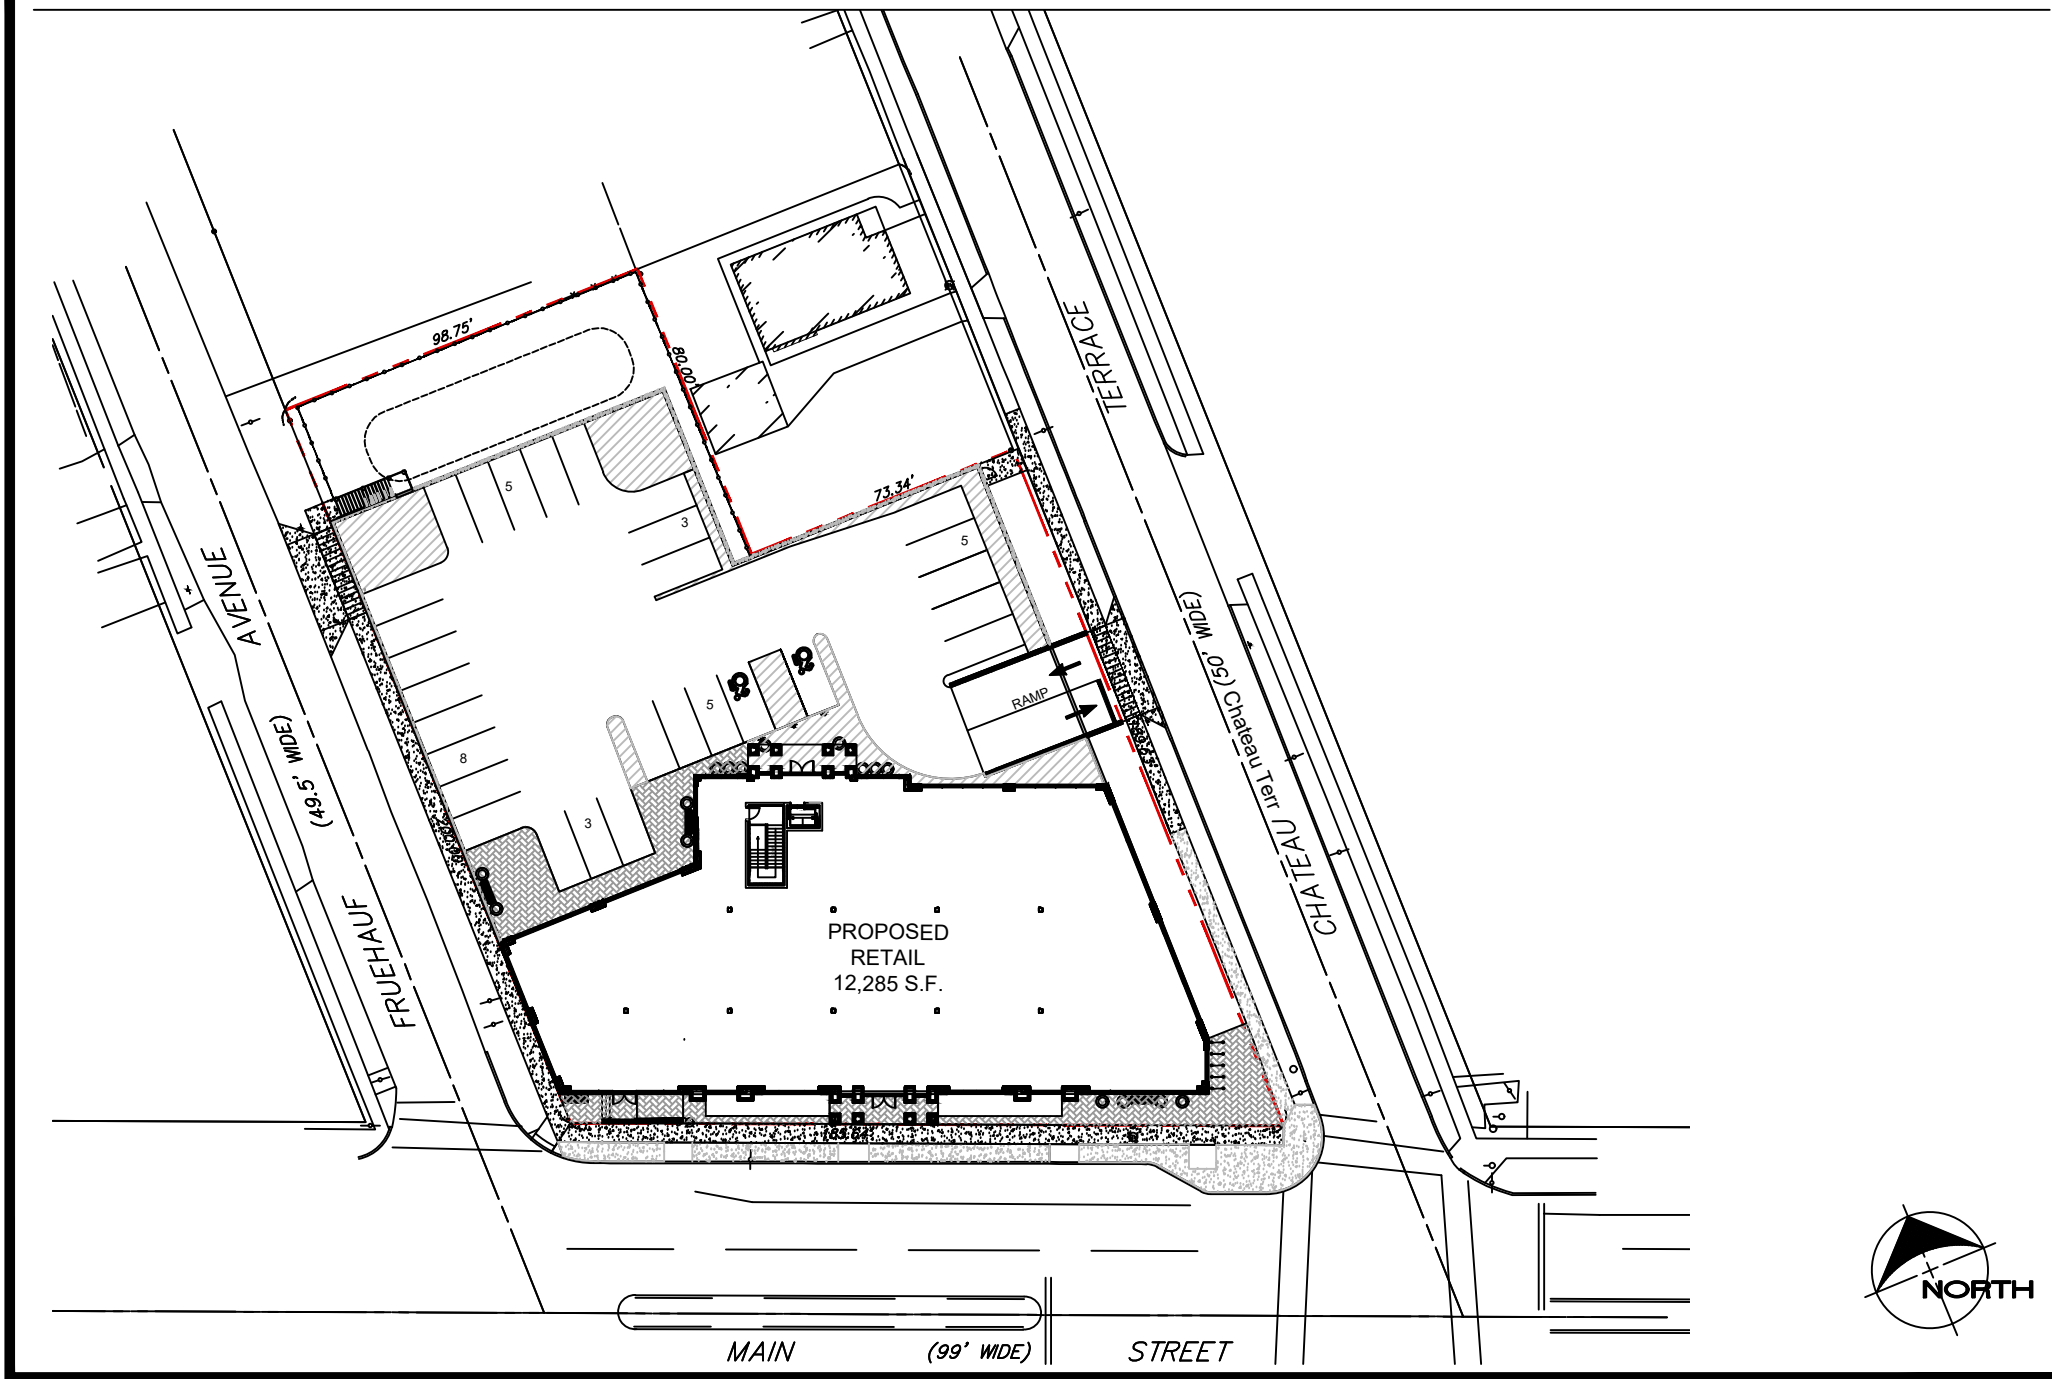 98.75'
80.00'
TERRACE
5
73.34'
3
5
AVENUE
(50' WIDE)
RAMP
5
Chateau Terr
(49.5' WIDE)
8
3
CHATEAU
FRUEHAUF
PROPOSED
RETAIL
12,285 S.F.
NORTH
MAIN
(99' WIDE)
STREET